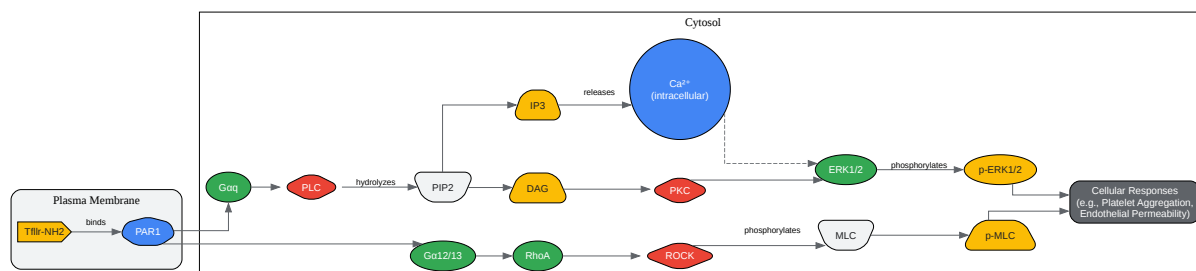 Cytosol
Ca²⁺
(intracellular)
IP3
releases
Gαq
PLC
hydrolyzes
PIP2
DAG
PKC
ERK1/2
phosphorylates
p-ERK1/2
Plasma Membrane
Tfllr-NH2
binds
PAR1
Cellular Responses
(e.g., Platelet Aggregation,
Endothelial Permeability)
Gα12/13
RhoA
ROCK
phosphorylates
MLC
p-MLC